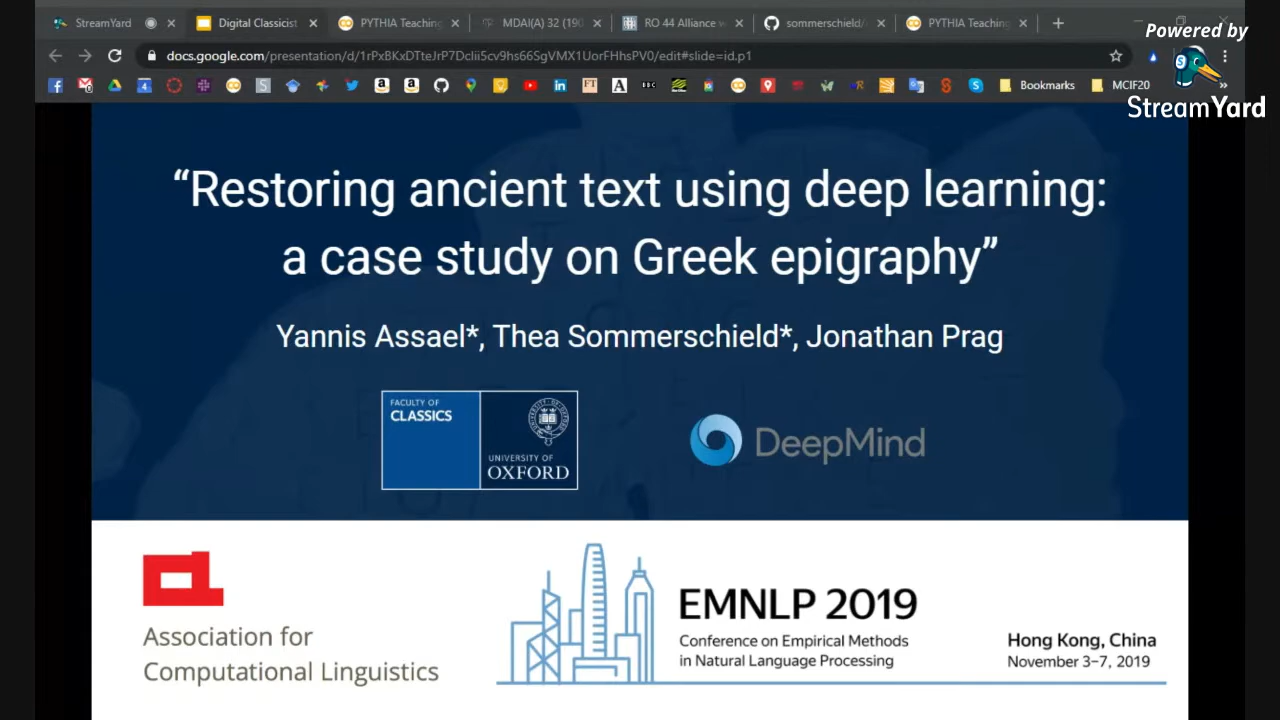 StreamYard
Digital Classicist
PYTHIA Teaching
MDAI(A) 32 (190
RO 44 Alliance w
sommerschield/
PYTHIA Teaching
Powered by
StreamYard
docs.google.com/presentation/d/1rPxBKxDTteJrP7Dclii5cv9hs66SgVMX1UorFHhsPV0/edit#slide=id.p1
Bookmarks
MCIF20
“Restoring ancient text using deep learning:
a case study on Greek epigraphy”
Yannis Assael*, Thea Sommerschield*, Jonathan Prag
FACULTY OF
CLASSICS
UNIVERSITY OF
OXFORD
DeepMind
Association for
Computational Linguistics
EMNLP 2019
Conference on Empirical Methods
in Natural Language Processing
Hong Kong, China
November 3–7, 2019